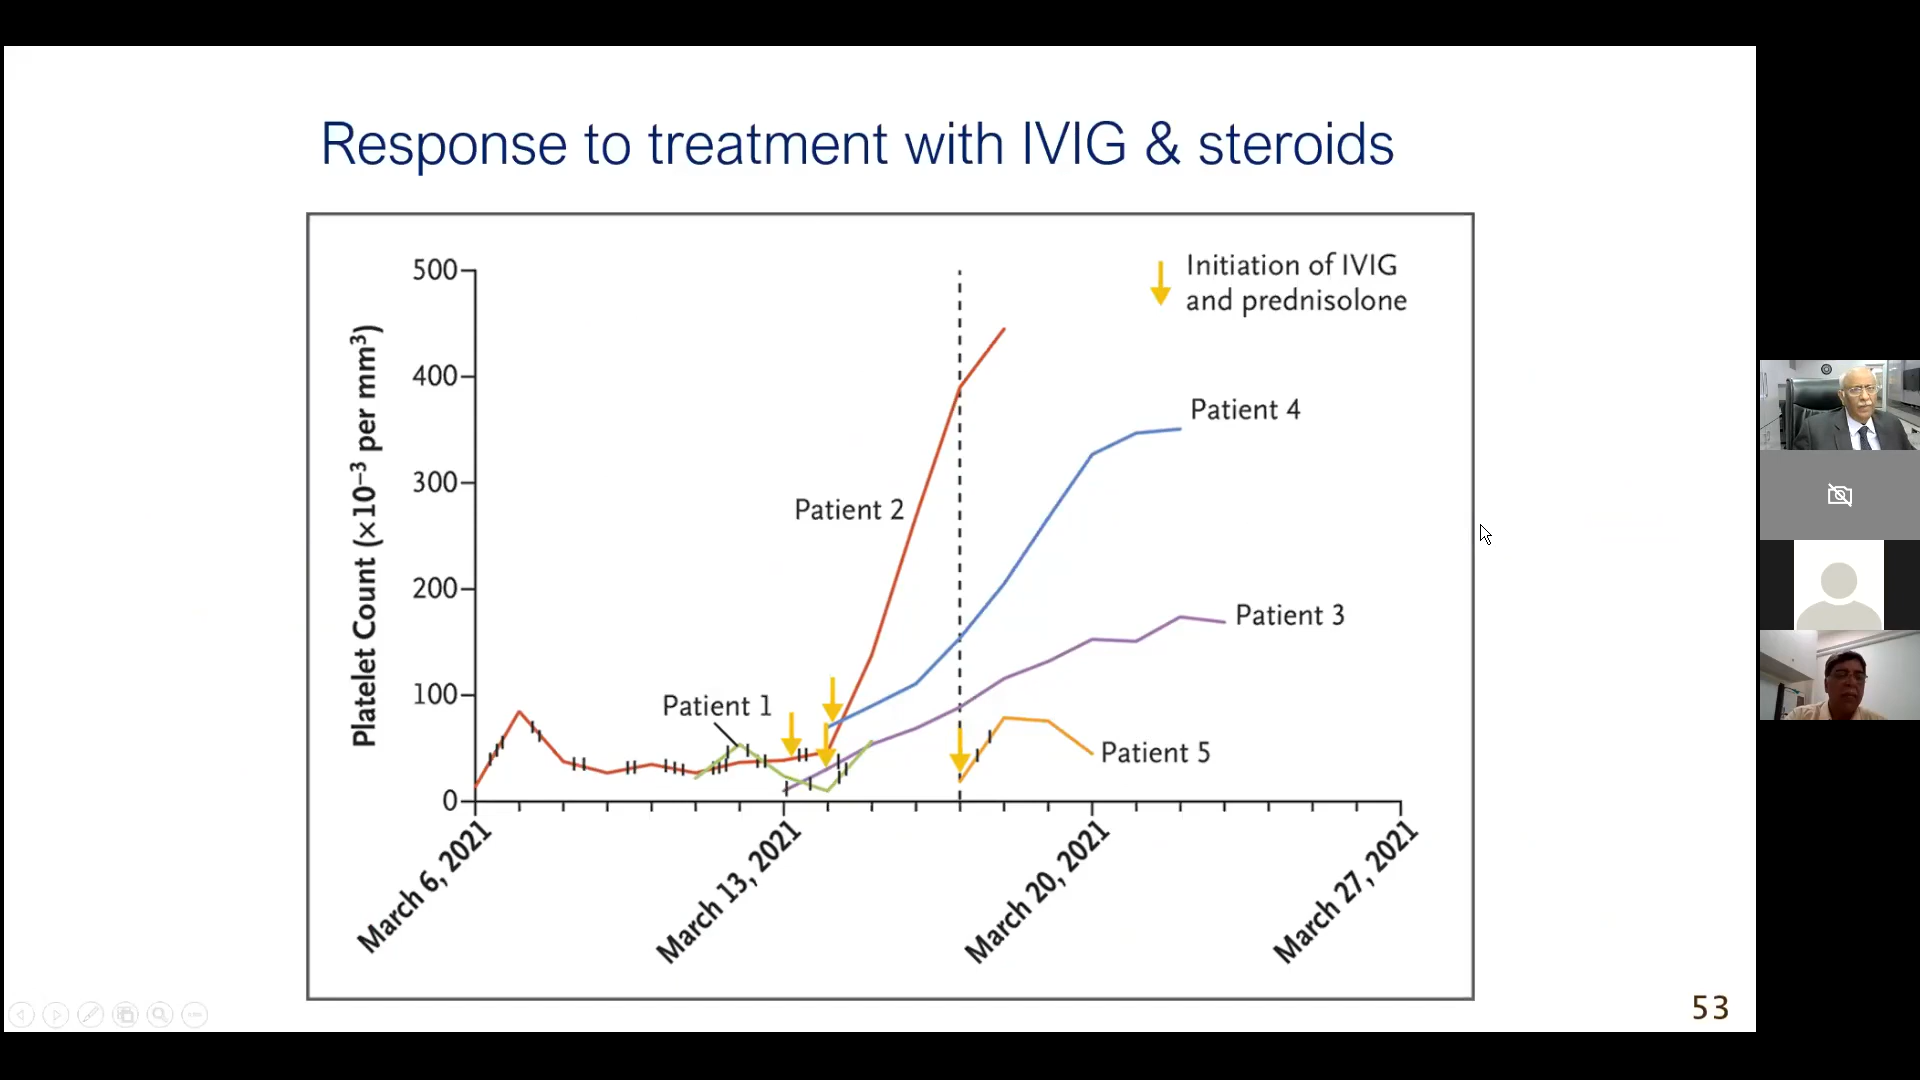 Response to treatment with IVIG & steroids
Initiation of IVIG
and prednisolone
Platelet Count (×10⁻³ per mm³)
500
400
300
200
100
0
Patient 4
Patient 2
Patient 3
Patient 1
Patient 5
March 6, 2021
March 13, 2021
March 20, 2021
March 27, 2021
53